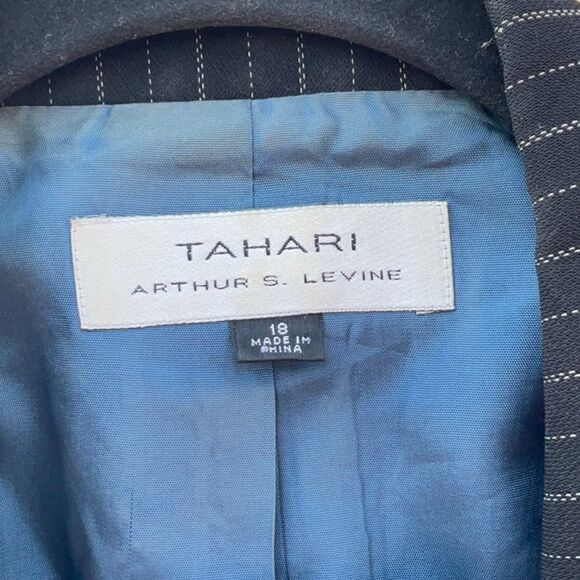 TAHARI
ARTHUR S. LEVINE
18
MADE IN
CHINA